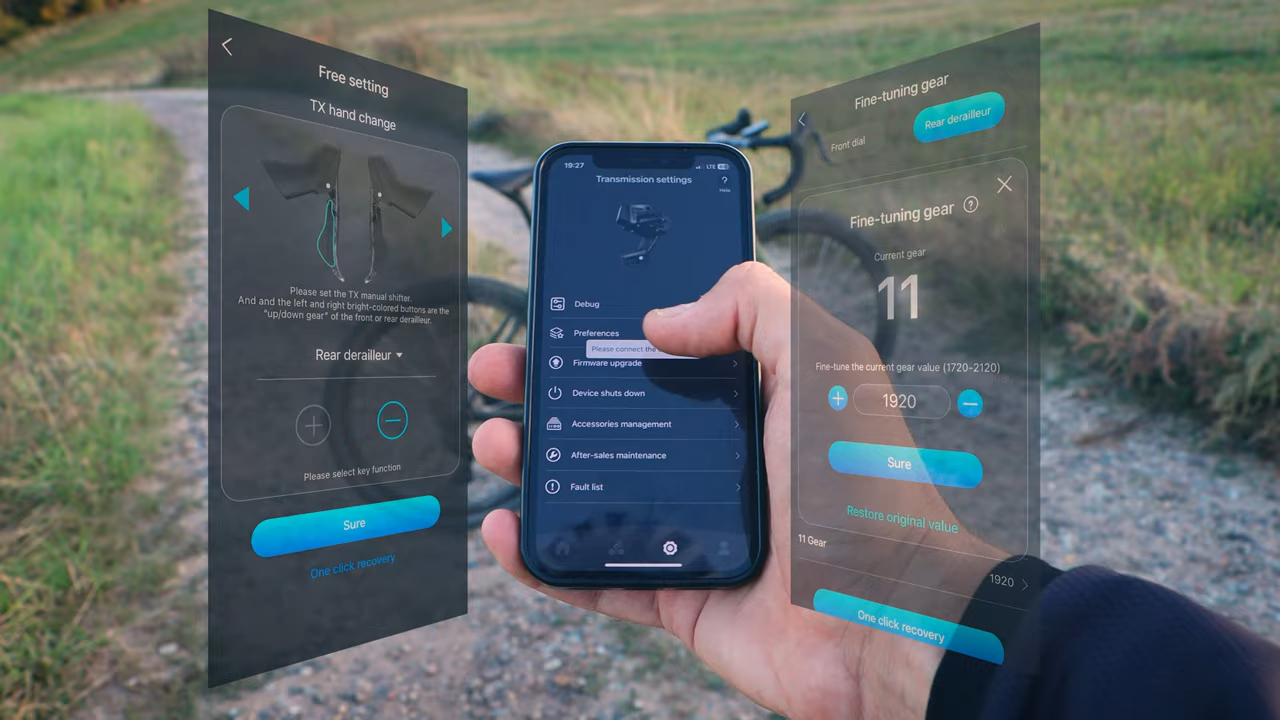 Free setting
TX hand change
Please set the TX manual shifter.
And and the left and right bright-colored buttons are the
"up/down gear" of the front or rear derailleur.
Rear derailleur
Please select key function
Sure
One click recovery
19:27
LTE
Transmission settings
?
Help
Debug
Preferences
Please connect the
Firmware upgrade
Device shuts down
Accessories management
After-sales maintenance
Fault list
Fine-tuning gear
Front dial
Rear derailleur
Fine-tuning gear ?
Current gear
11
Fine-tune the current gear value (1720-2120)
+ 1920 −
Sure
Restore original value
11 Gear
1920
One click recovery